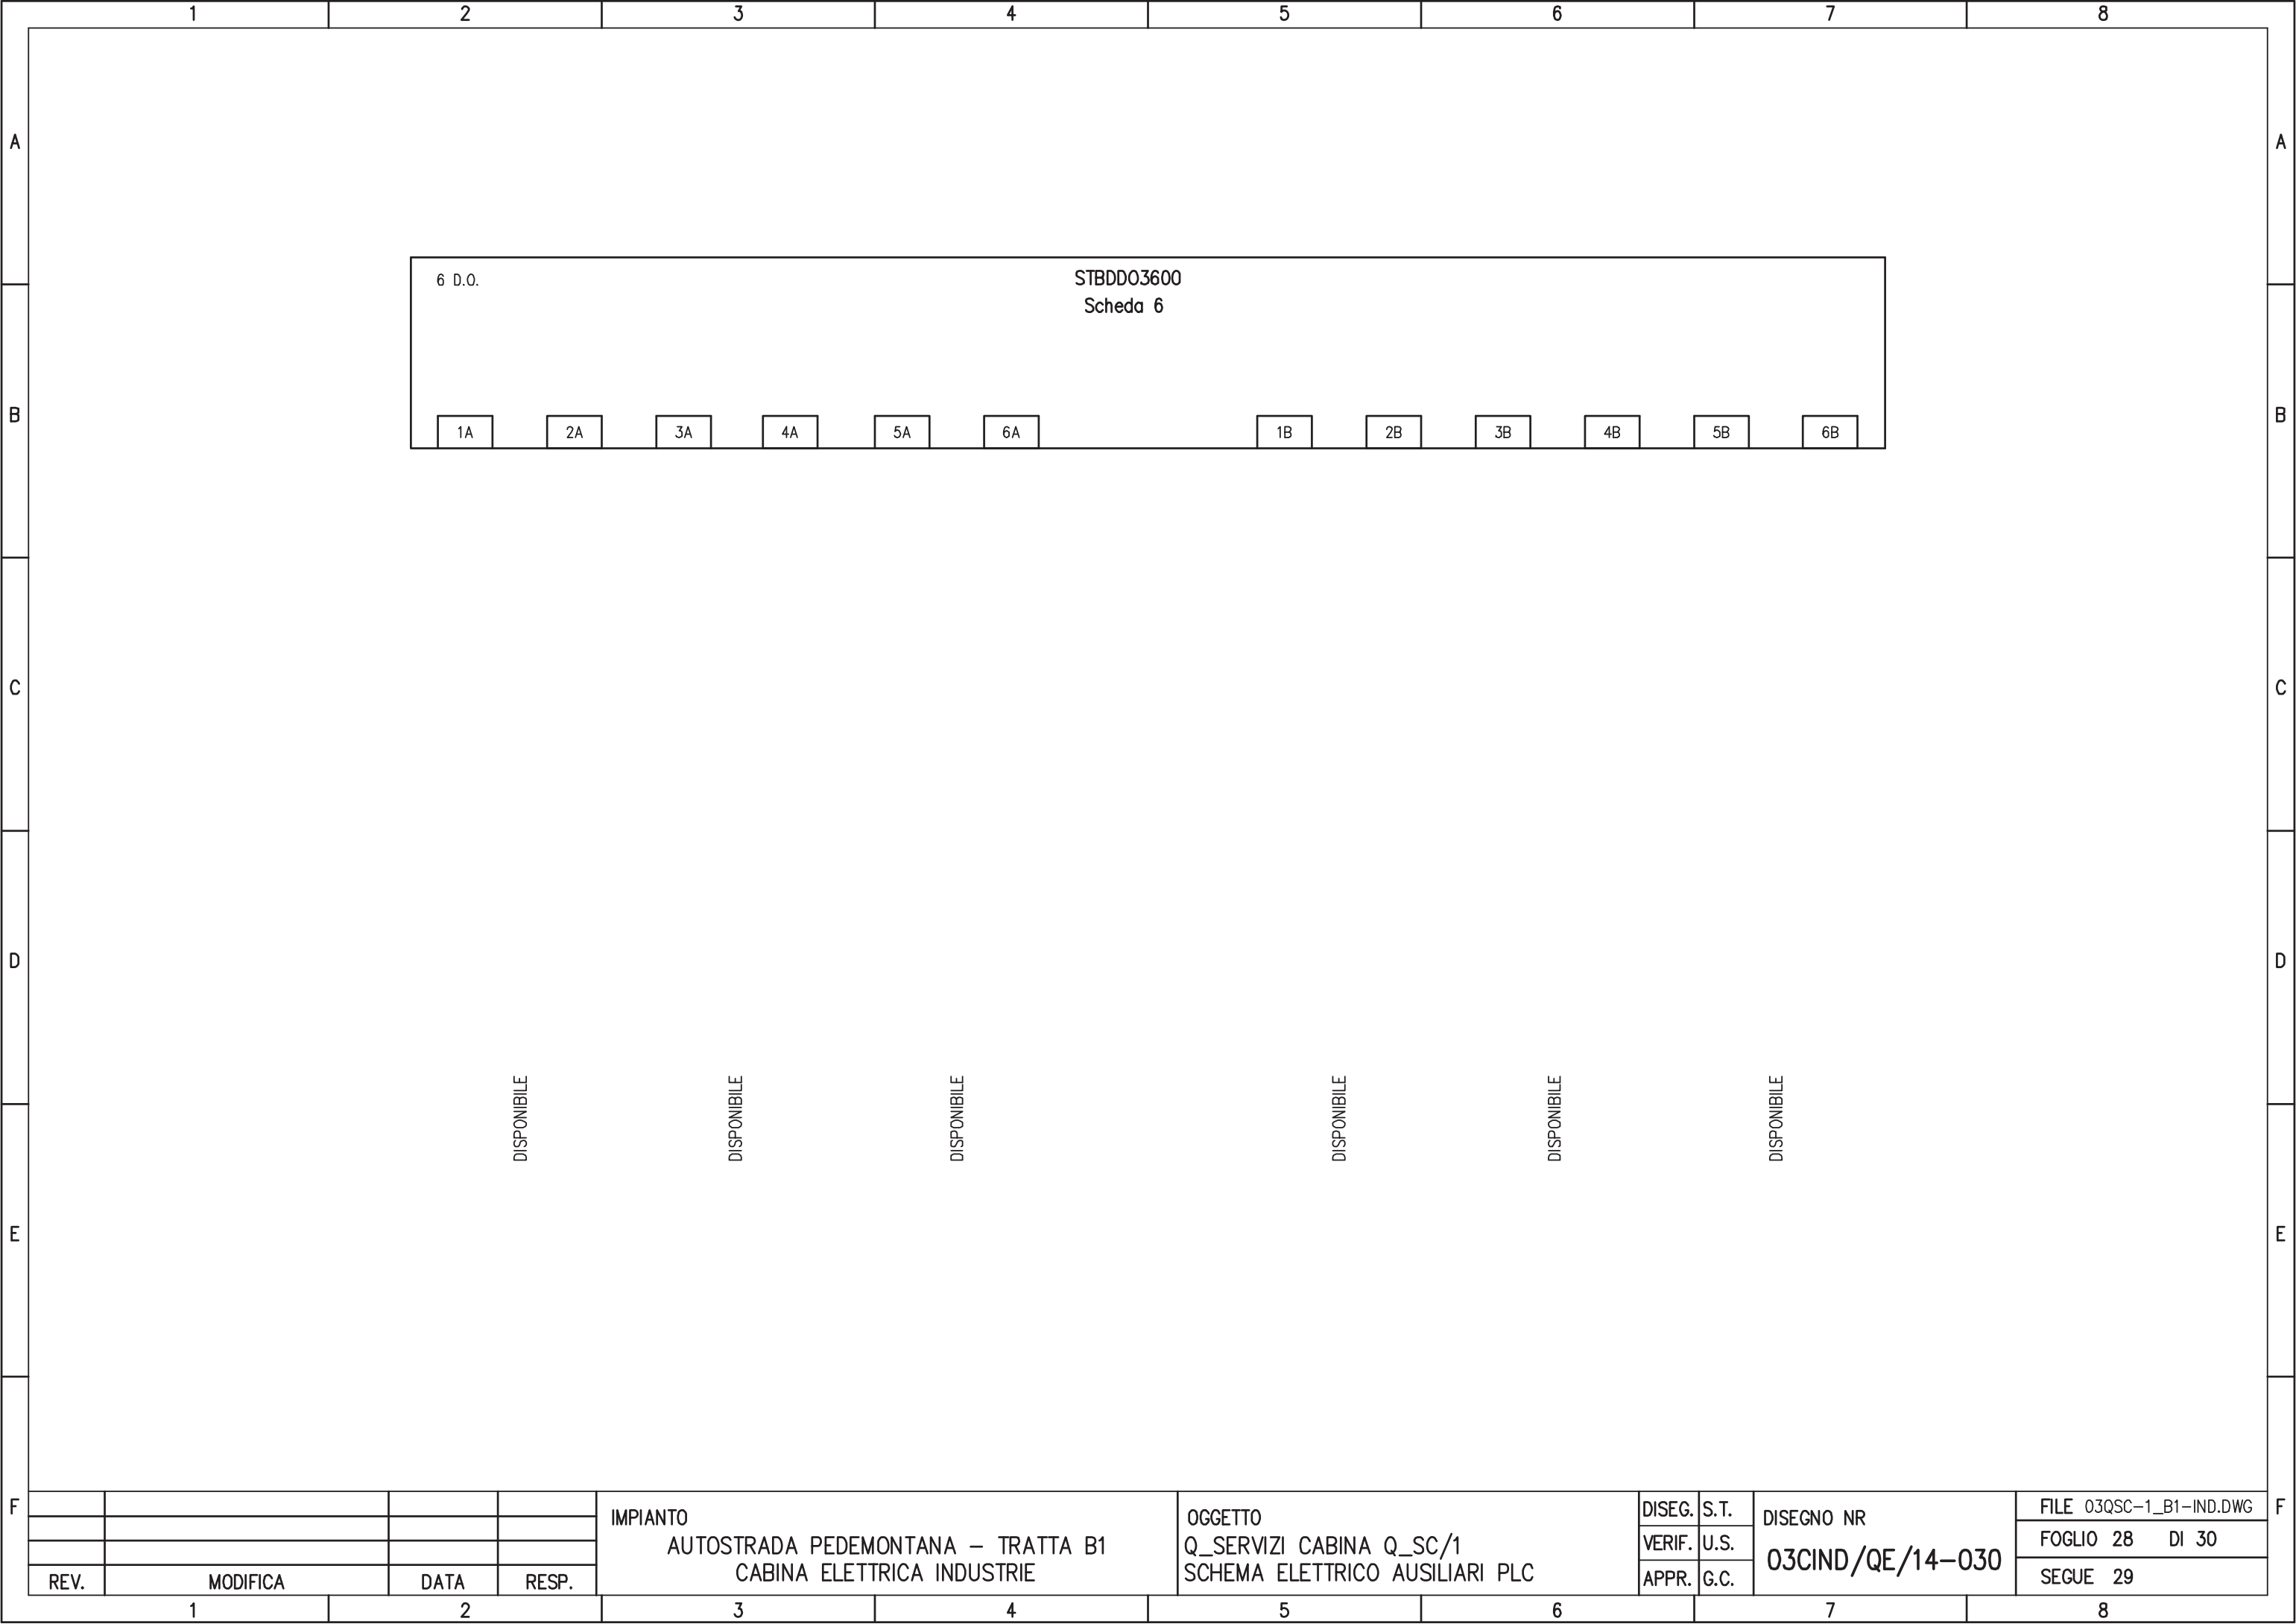 1 2 3 4 5 6 7 8
A A
6 D.O. STBDDO3600
Scheda 6
B B
1A 2A 3A 4A 5A 6A 1B 2B 3B 4B 5B 6B
C C
D D
DISPONIBILE DISPONIBILE DISPONIBILE DISPONIBILE DISPONIBILE DISPONIBILE
E E
F F
REV. MODIFICA DATA RESP.
IMPIANTO
AUTOSTRADA PEDEMONTANA – TRATTA B1
CABINA ELETTRICA INDUSTRIE
OGGETTO
Q_SERVIZI CABINA Q_SC/1
SCHEMA ELETTRICO AUSILIARI PLC
DISEG. S.T.
VERIF. U.S.
APPR. G.C.
DISEGNO NR
03CIND/QE/14-030
FILE 03QSC-1_B1-IND.DWG
FOGLIO 28 DI 30
SEGUE 29
1 2 3 4 5 6 7 8